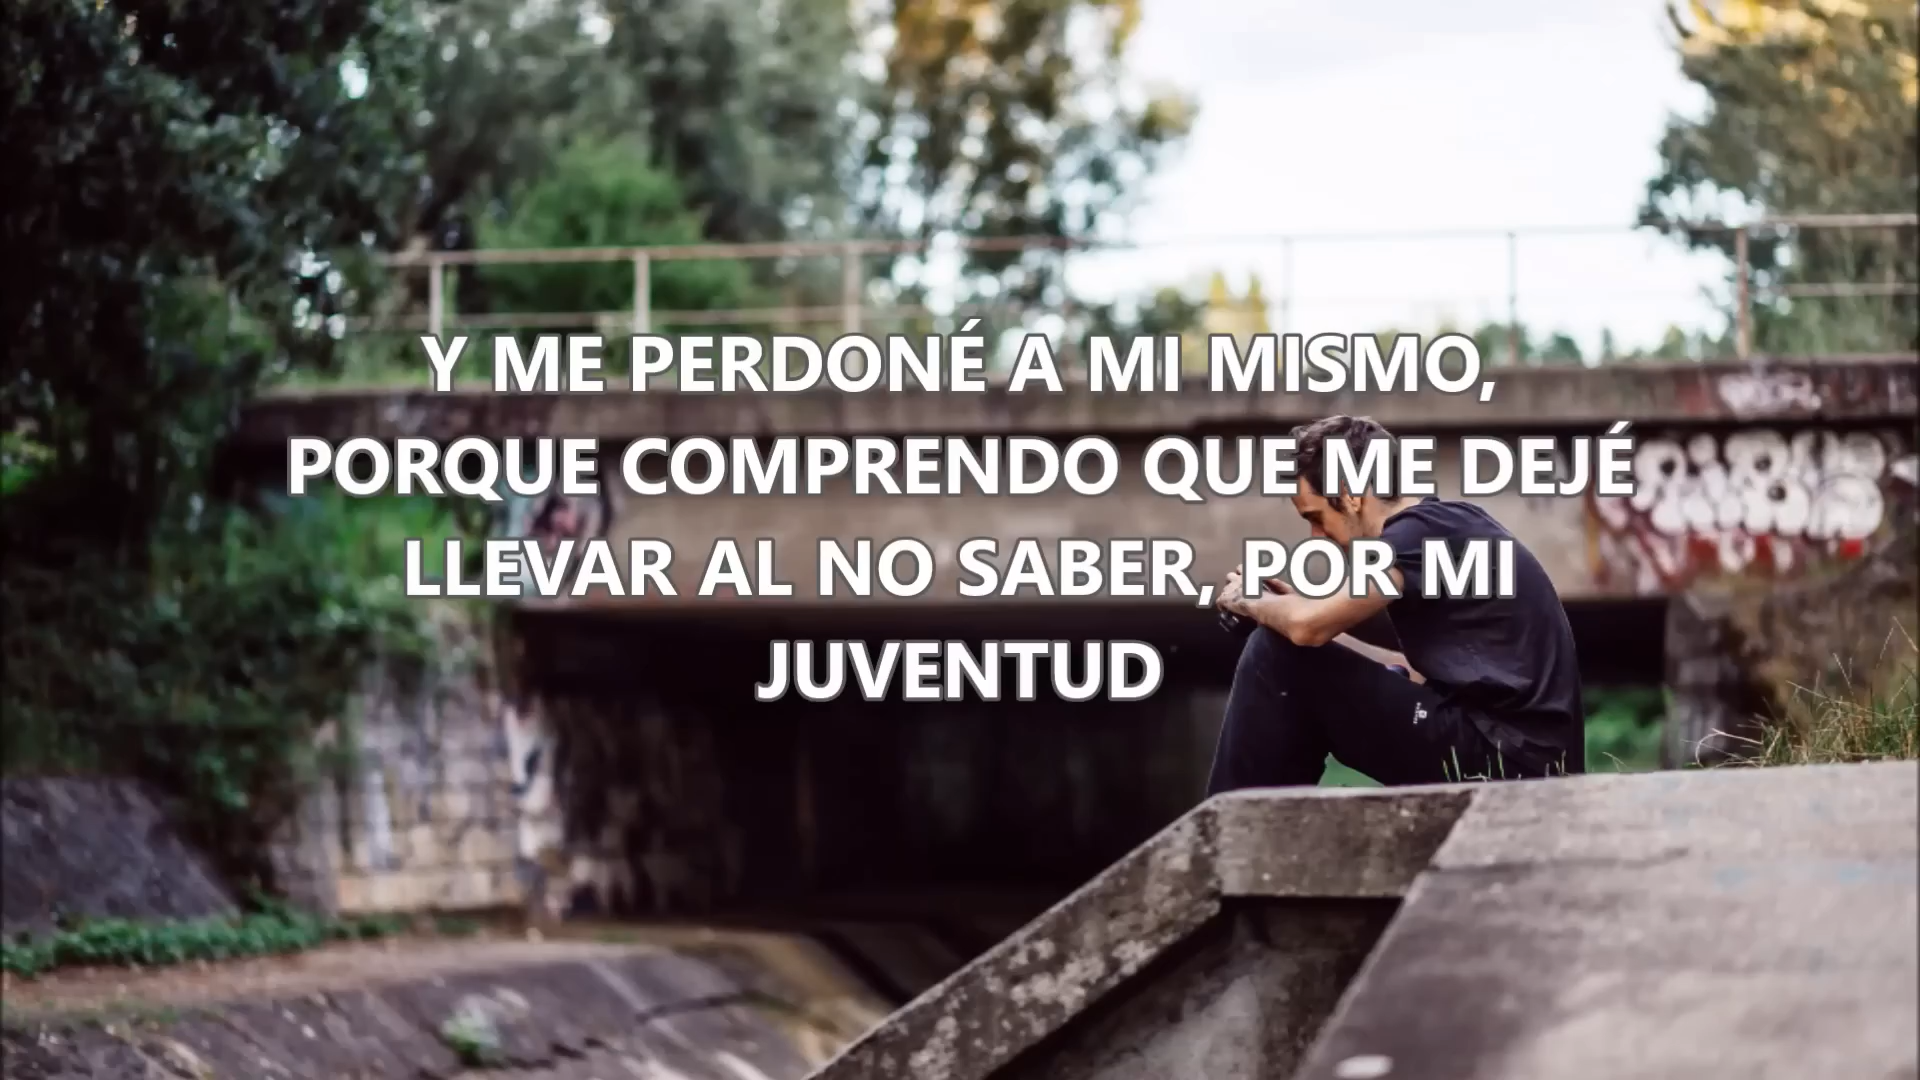 Y ME PERDONÉ A MI MISMO,
PORQUE COMPRENDO QUE ME DEJÉ
LLEVAR AL NO SABER, POR MI
JUVENTUD